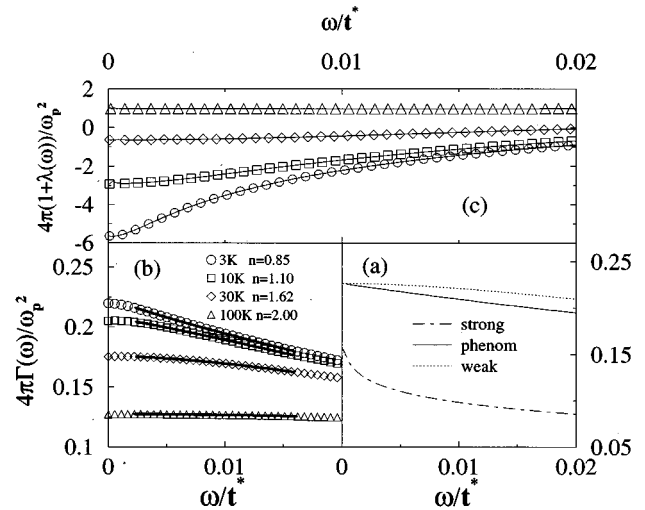 ω/t*
0 0.01 0.02
4π(1+λ(ω))/ωp²
2
0
-2
-4
-6
(c)
4πΓ(ω)/ωp²
0.25
0.2
0.15
0.1
(b)
3K n=0.85
10K n=1.10
30K n=1.62
100K n=2.00
(a)
strong
phenom
weak
0.25
0.15
0.05
0 0.01 0 0.01 0.02
ω/t* ω/t*